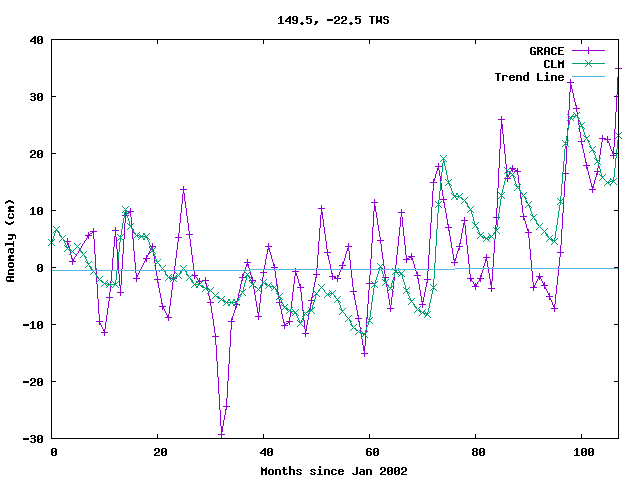 149.5, -22.5 TWS
GRACE
CLM
Trend Line
40
30
20
10
0
-10
-20
-30
Anomaly (cm)
0 20 40 60 80 100
Months since Jan 2002